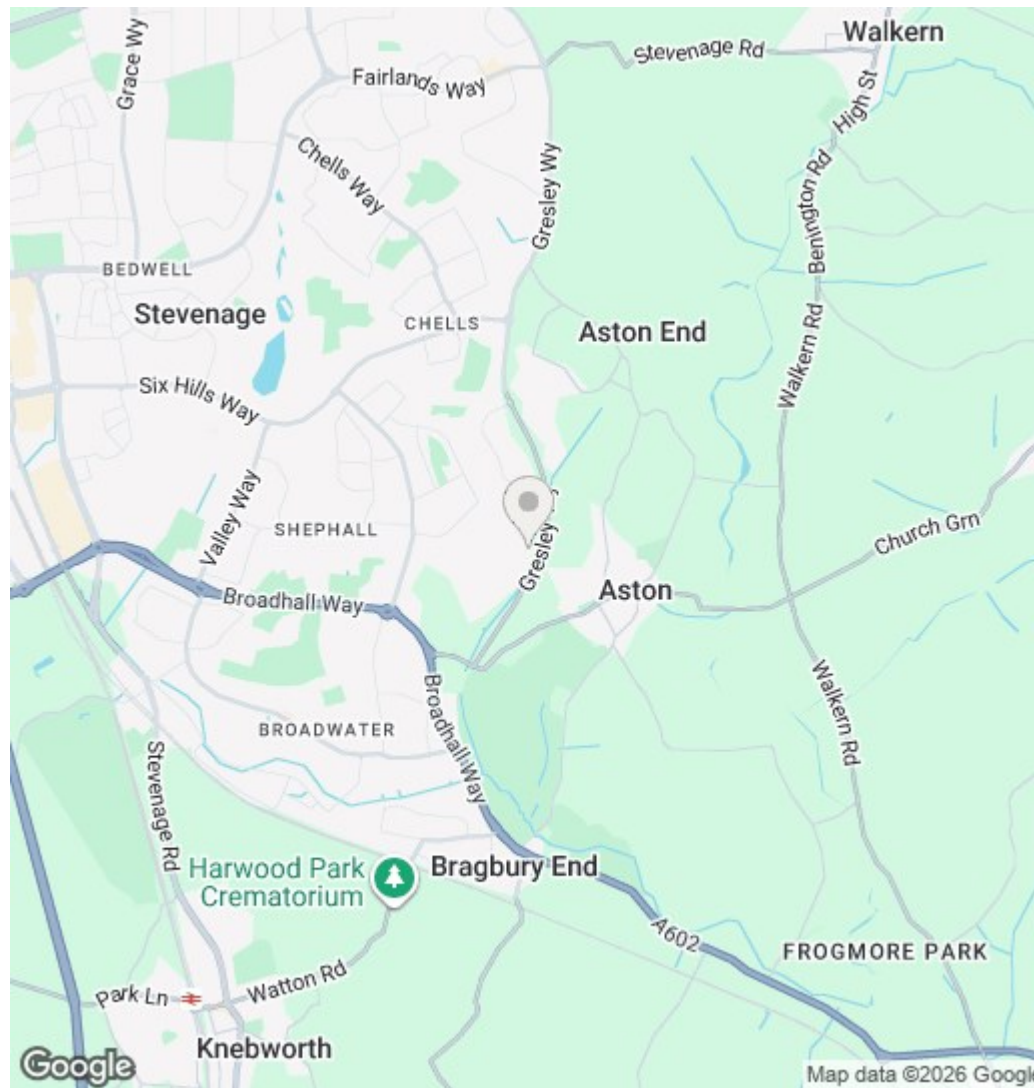 Walkern
Stevenage Rd
Grace Wy
Fairlands Way
High St
Chells Way
Gresley Wy
Benington Rd
BEDWELL
Stevenage
CHELLS
Aston End
Walkern Rd
Six Hills Way
Valley Way
SHEPHALL
Gresley
Church Grn
Aston
Broadhall Way
Walkern Rd
BROADWATER
Broadhall Way
Stevenage Rd
Harwood Park
Crematorium
Bragbury End
A602
FROGMORE PARK
Park Ln
Watton Rd
Knebworth
Google
Map data ©2026 Google